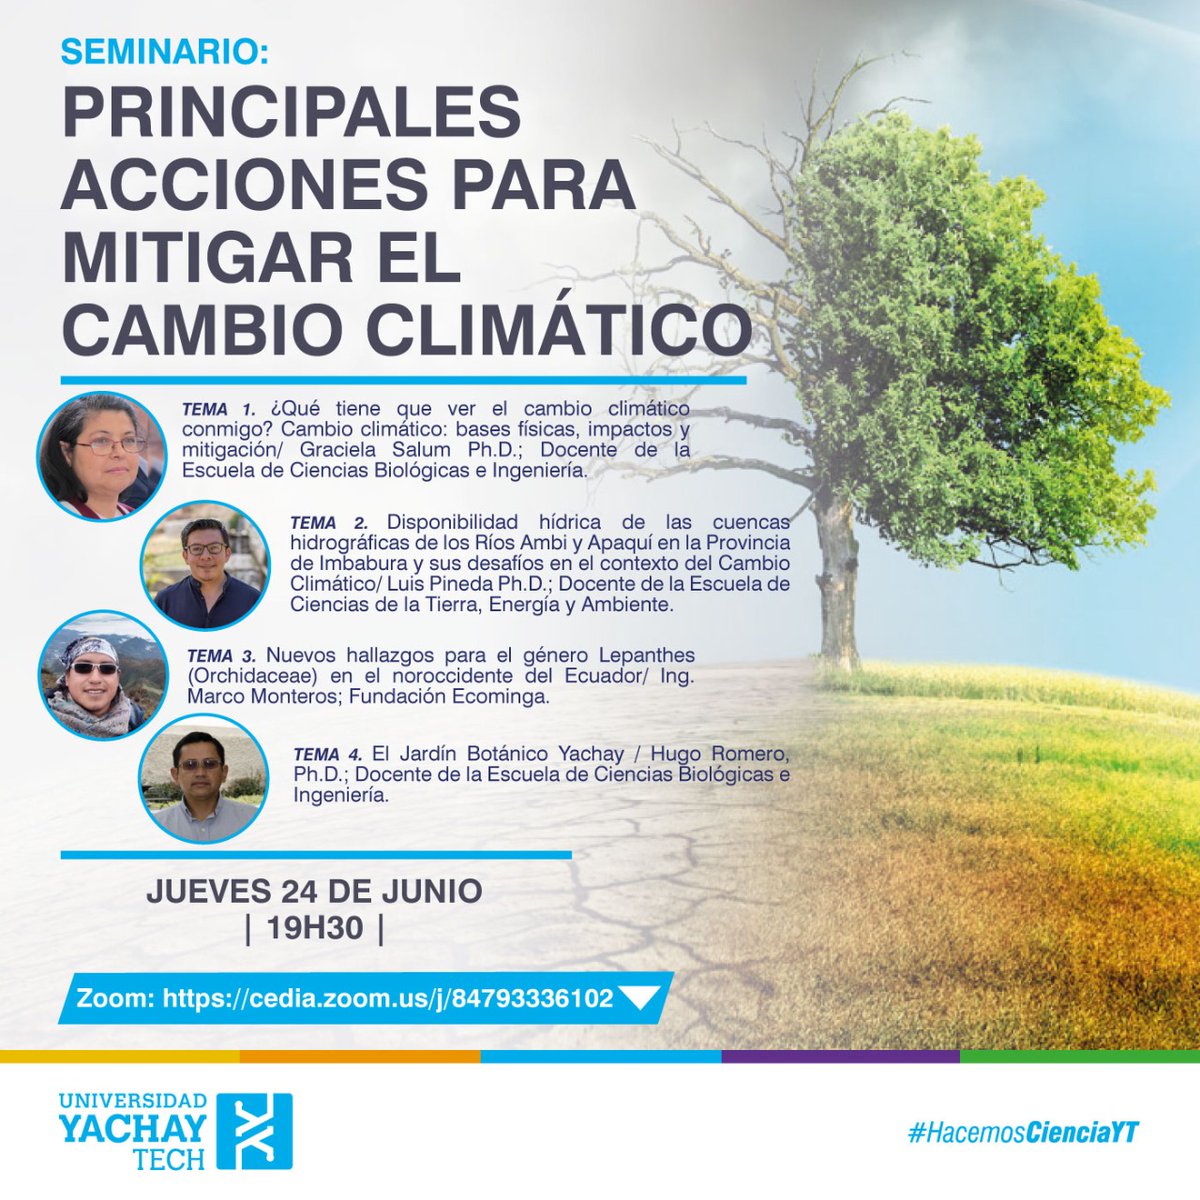 SEMINARIO:
PRINCIPALES
ACCIONES PARA
MITIGAR EL
CAMBIO CLIMÁTICO
TEMA 1. ¿Qué tiene que ver el cambio climático
conmigo? Cambio climático: bases físicas, impactos y
mitigación/ Graciela Salum Ph.D.; Docente de la
Escuela de Ciencias Biológicas e Ingeniería.
TEMA 2. Disponibilidad hídrica de las cuencas
hidrográficas de los Ríos Ambi y Apaquí en la Provincia
de Imbabura y sus desafíos en el contexto del Cambio
Climático/ Luis Pineda Ph.D.; Docente de la Escuela de
Ciencias de la Tierra, Energía y Ambiente.
TEMA 3. Nuevos hallazgos para el género Lepanthes
(Orchidaceae) en el noroccidente del Ecuador/ Ing.
Marco Monteros; Fundación Ecominga.
TEMA 4. El Jardín Botánico Yachay / Hugo Romero,
Ph.D.; Docente de la Escuela de Ciencias Biológicas e
Ingeniería.
JUEVES 24 DE JUNIO
| 19H30 |
Zoom: https://cedia.zoom.us/j/84793336102
UNIVERSIDAD
YACHAY
TECH
#HacemosCienciaYT